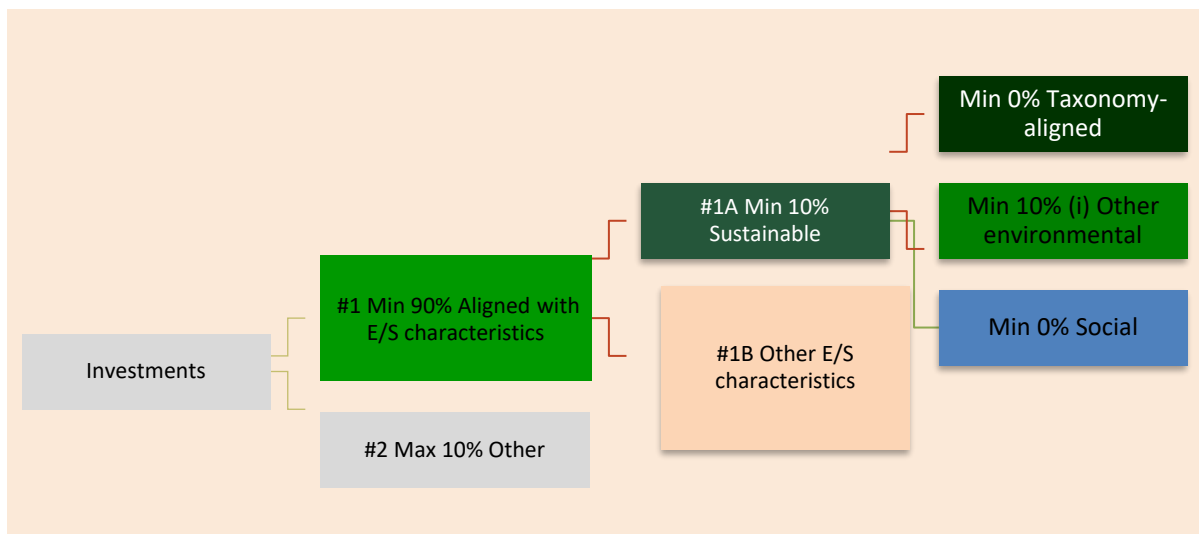 Investments
#1 Min 90% Aligned with
E/S characteristics
#2 Max 10% Other
#1A Min 10%
Sustainable
#1B Other E/S
characteristics
Min 0% Taxonomy-
aligned
Min 10% (i) Other
environmental
Min 0% Social